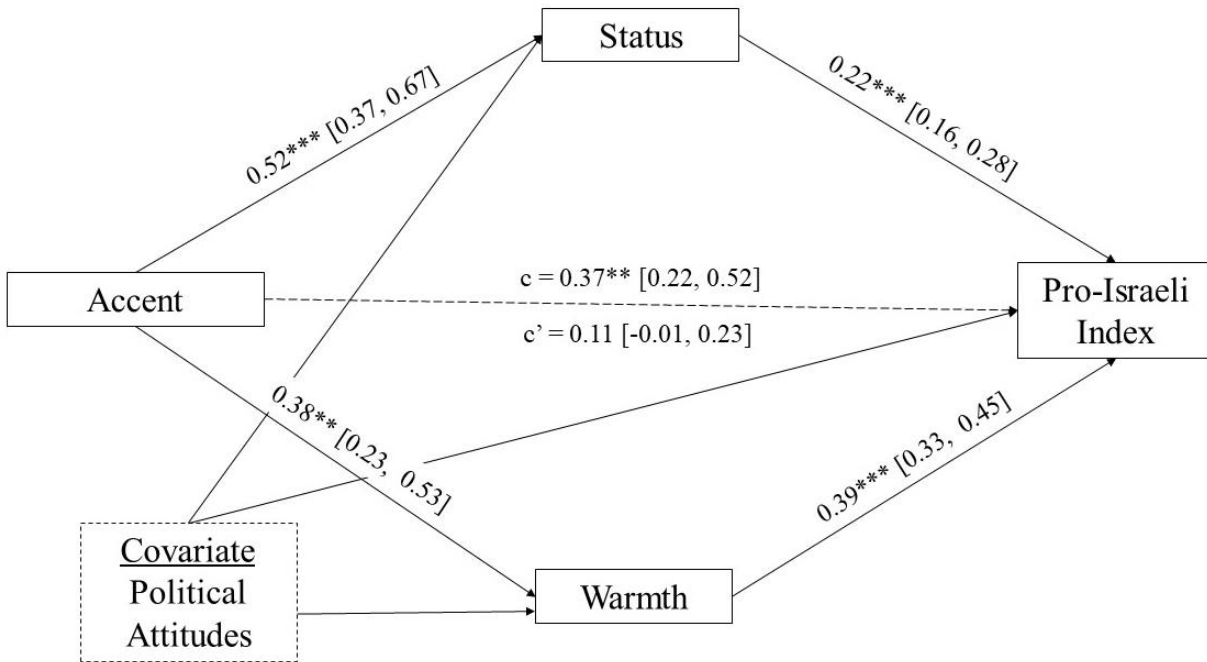 Status
0.52*** [0.37, 0.67]
0.22*** [0.16, 0.28]
Accent
c = 0.37** [0.22, 0.52]
c’ = 0.11 [-0.01, 0.23]
Pro-Israeli
Index
0.38** [0.23, 0.53]
0.39*** [0.33, 0.45]
Covariate
Political
Attitudes
Warmth